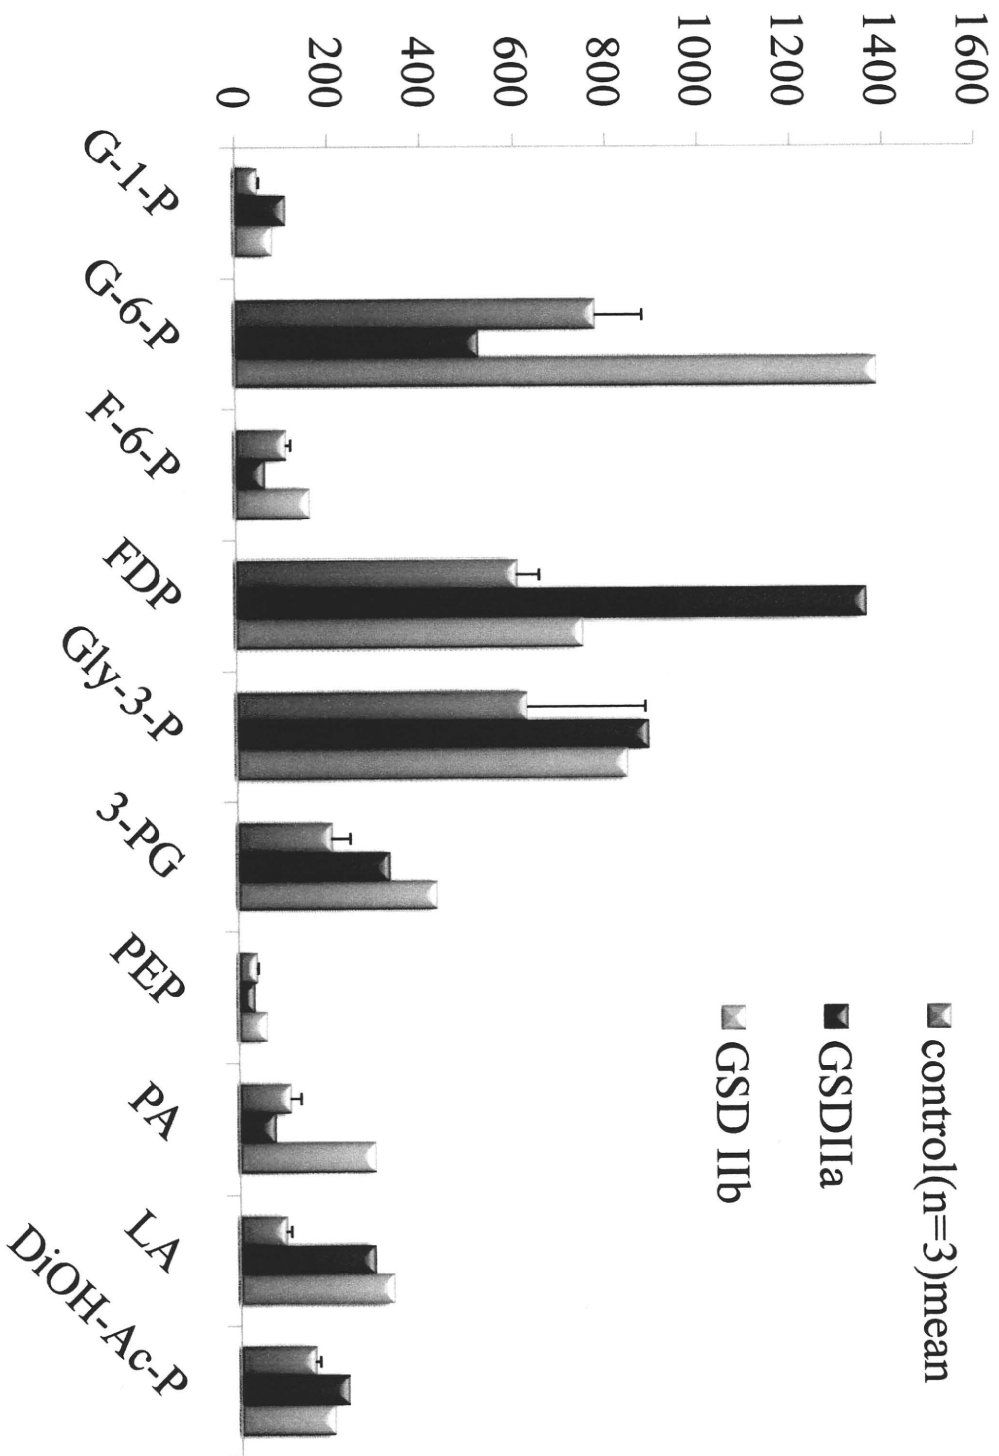 1600
1400
1200
1000
800
600
400
200
0
G-1-P
G-6-P
F-6-P
FDP
Gly-3-P
3-PG
PEP
PA
LA
DiOH-Ac-P
control(n=3)mean
GSDIIa
GSD IIb